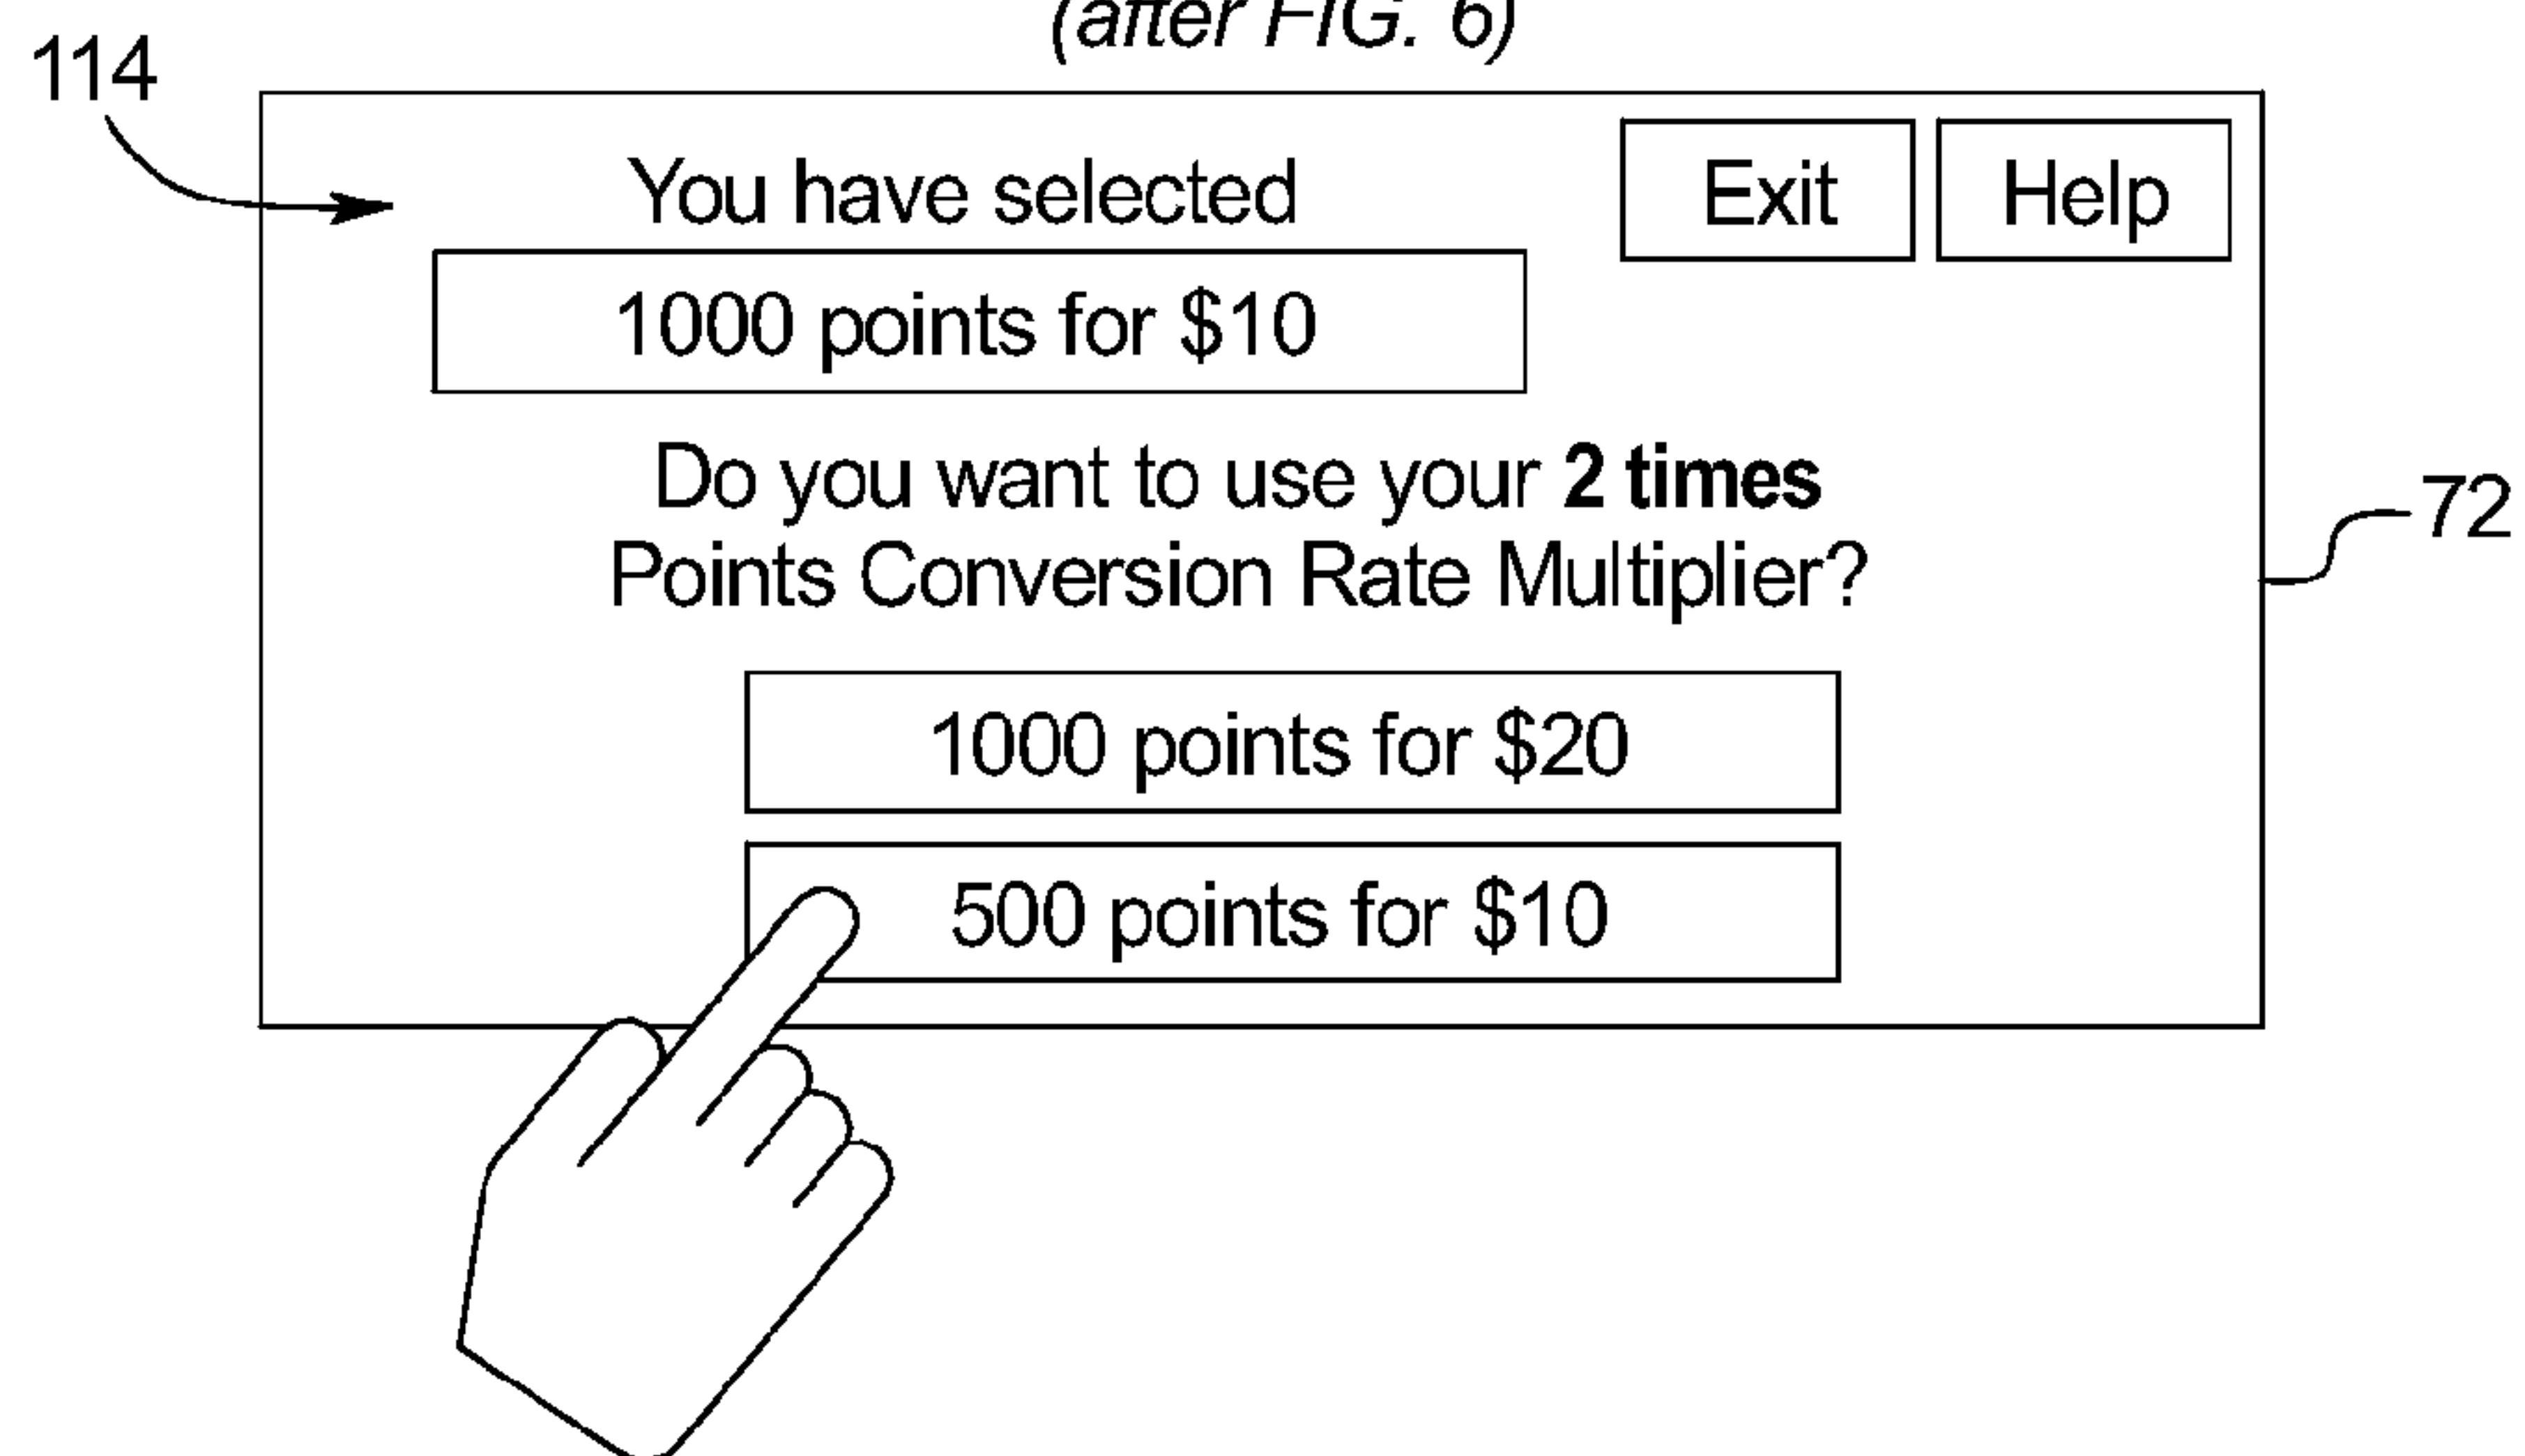 (after FIG. 6)
114
You have selected
Exit
Help
1000 points for $10
Do you want to use your 2 times
Points Conversion Rate Multiplier?
72
1000 points for $20
500 points for $10